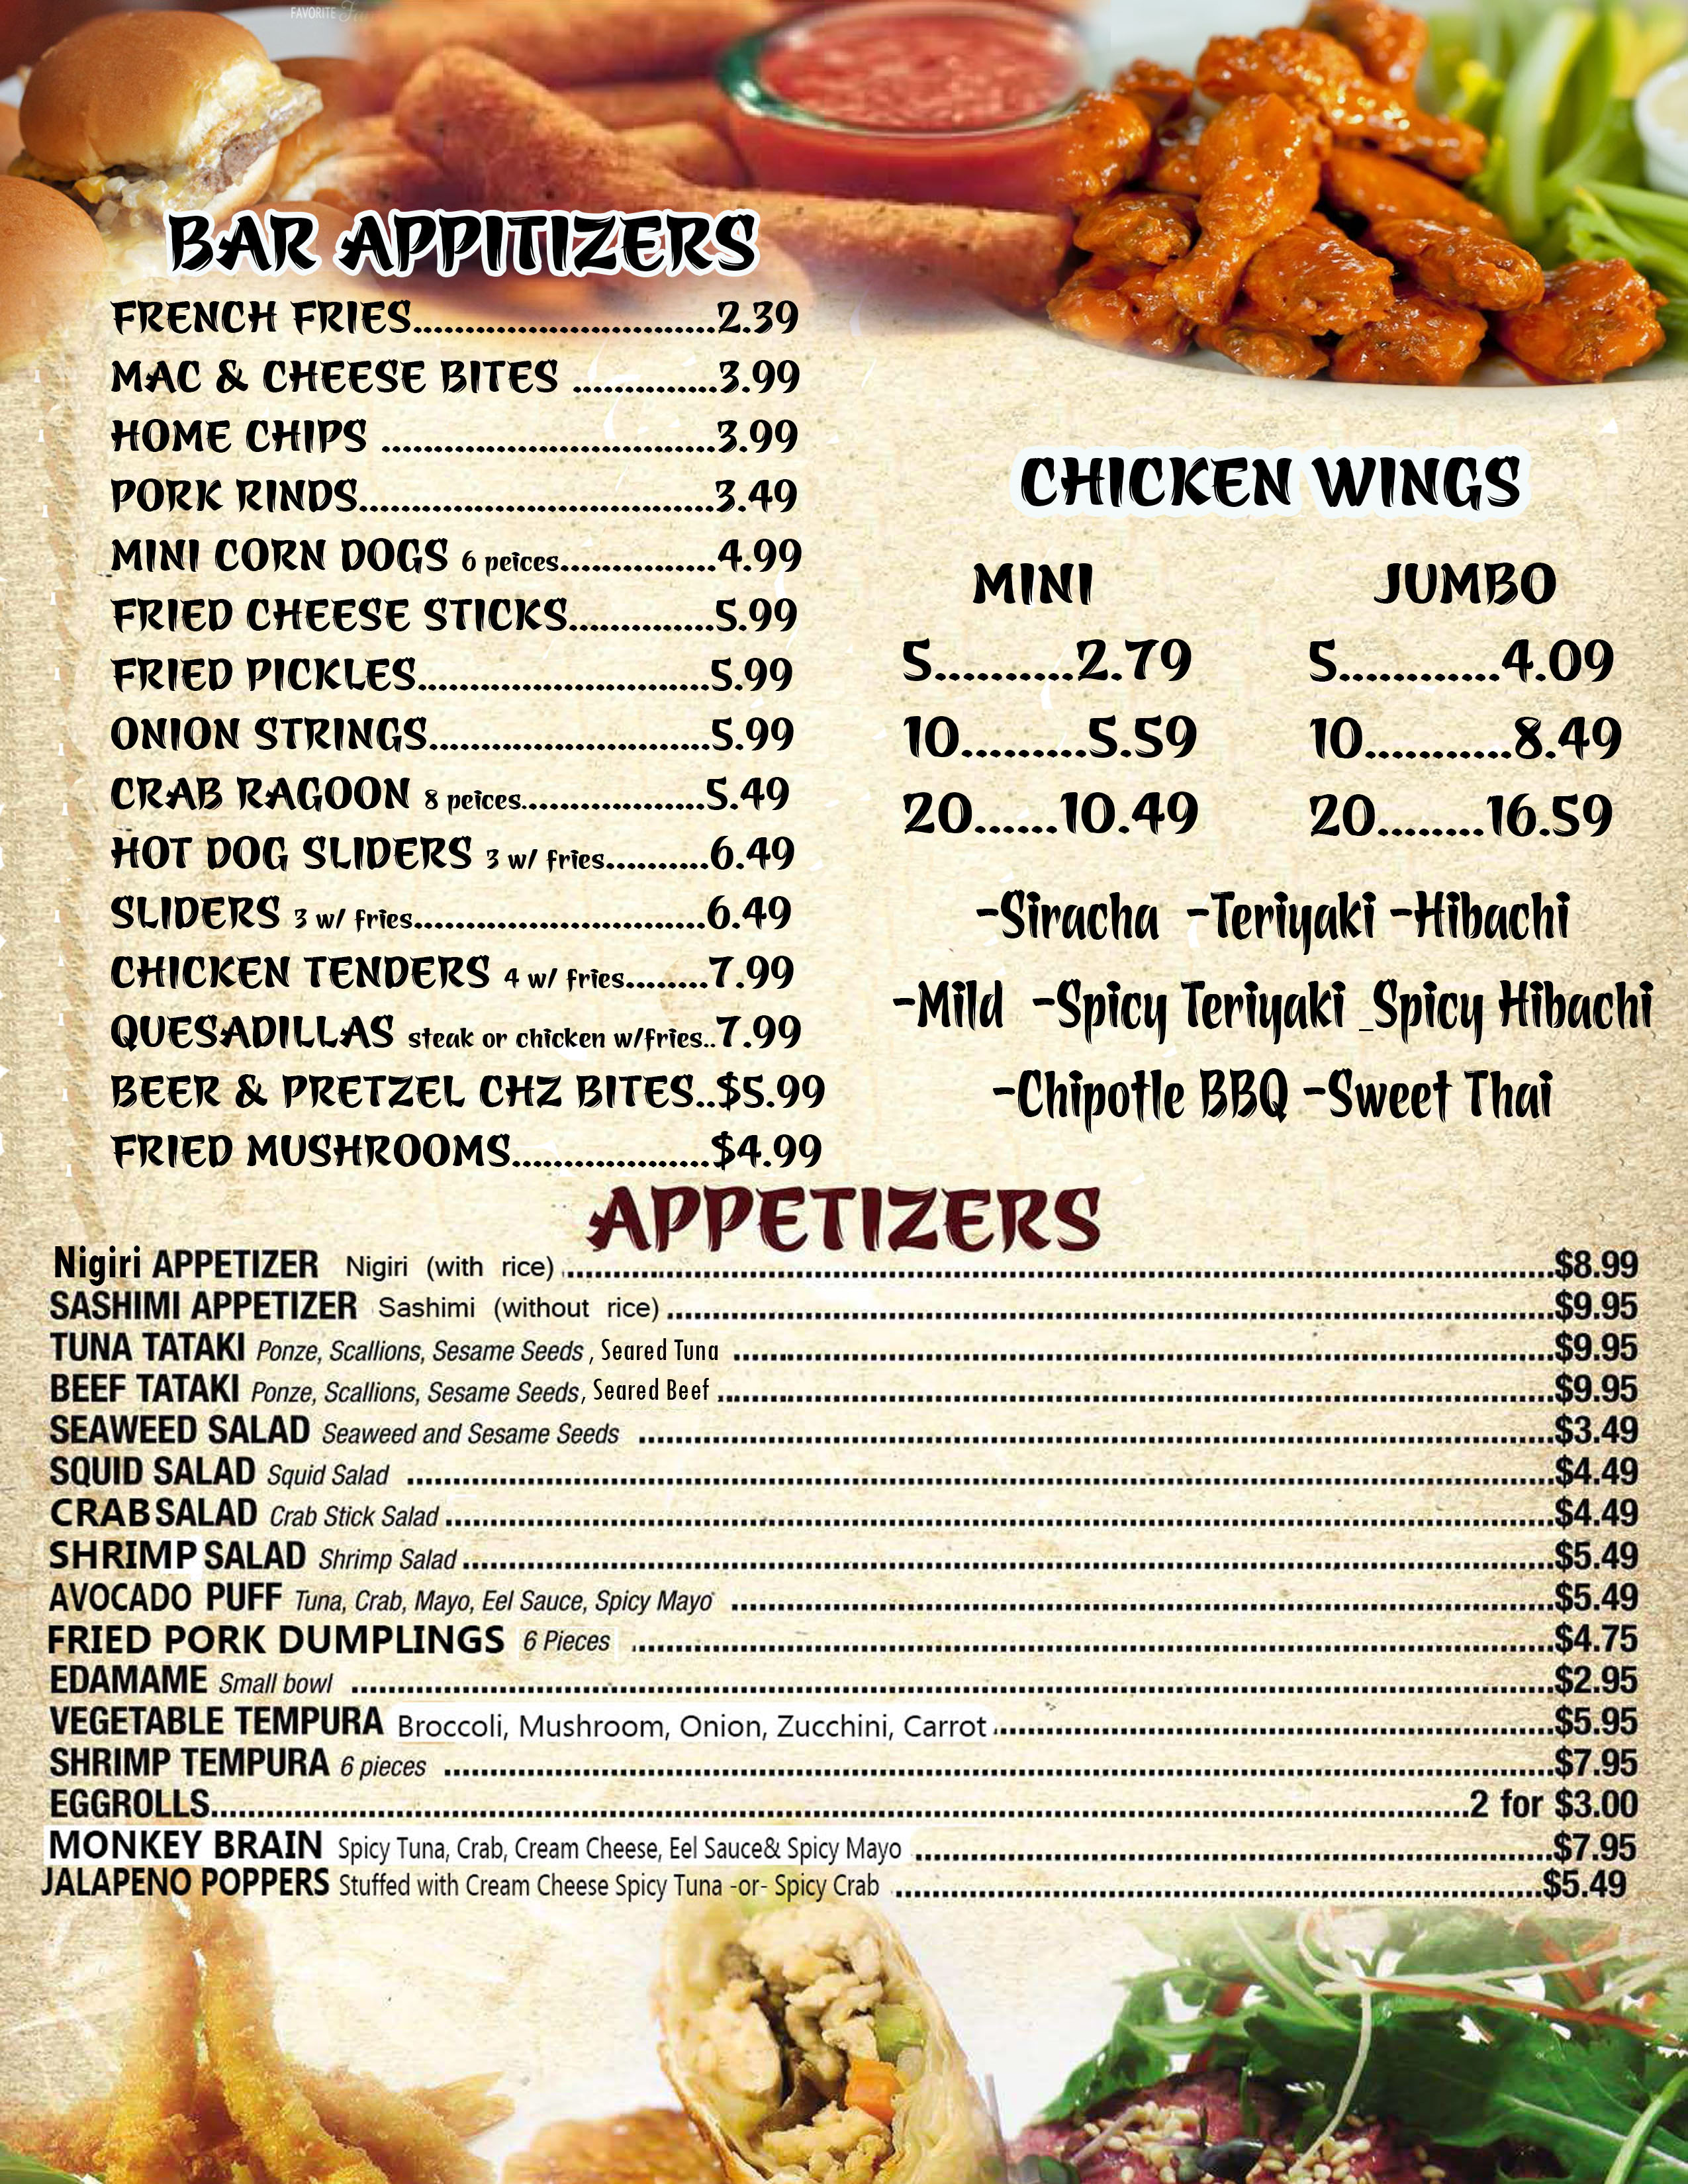 FAVORITE
BAR APPITIZERS
FRENCH FRIES.............................2.39
MAC & CHEESE BITES ..............3.99
HOME CHIPS ................................3.99
PORK RINDS..................................3.49
MINI CORN DOGS 6 peices...............4.99
FRIED CHEESE STICKS..............5.99
FRIED PICKLES............................5.99
ONION STRINGS...........................5.99
CRAB RAGOON 8 peices..................5.49
HOT DOG SLIDERS 3 w/ fries..........6.49
SLIDERS 3 w/ fries............................6.49
CHICKEN TENDERS 4 w/ fries........7.99
QUESADILLAS steak or chicken w/fries..7.99
BEER & PRETZEL CHZ BITES..$5.99
FRIED MUSHROOMS...................$4.99
CHICKEN WINGS
MINI JUMBO
5..........2.79 5............4.09
10.........5.59 10...........8.49
20......10.49 20........16.59
-Siracha -Teriyaki -Hibachi
-Mild -Spicy Teriyaki _Spicy Hibachi
-Chipotle BBQ -Sweet Thai
APPETIZERS
Nigiri APPETIZER Nigiri (with rice) ..........$8.99
SASHIMI APPETIZER Sashimi (without rice) ..........$9.95
TUNA TATAKI Ponze, Scallions, Sesame Seeds , Seared Tuna ..........$9.95
BEEF TATAKI Ponze, Scallions, Sesame Seeds, Seared Beef ..........$9.95
SEAWEED SALAD Seaweed and Sesame Seeds ..........$3.49
SQUID SALAD Squid Salad ..........$4.49
CRAB SALAD Crab Stick Salad ..........$4.49
SHRIMP SALAD Shrimp Salad ..........$5.49
AVOCADO PUFF Tuna, Crab, Mayo, Eel Sauce, Spicy Mayo ..........$5.49
FRIED PORK DUMPLINGS 6 Pieces ..........$4.75
EDAMAME Small bowl ..........$2.95
VEGETABLE TEMPURA Broccoli, Mushroom, Onion, Zucchini, Carrot ..........$5.95
SHRIMP TEMPURA 6 pieces ..........$7.95
EGGROLLS..........2 for $3.00
MONKEY BRAIN Spicy Tuna, Crab, Cream Cheese, Eel Sauce& Spicy Mayo ..........$7.95
JALAPENO POPPERS Stuffed with Cream Cheese Spicy Tuna -or- Spicy Crab ..........$5.49